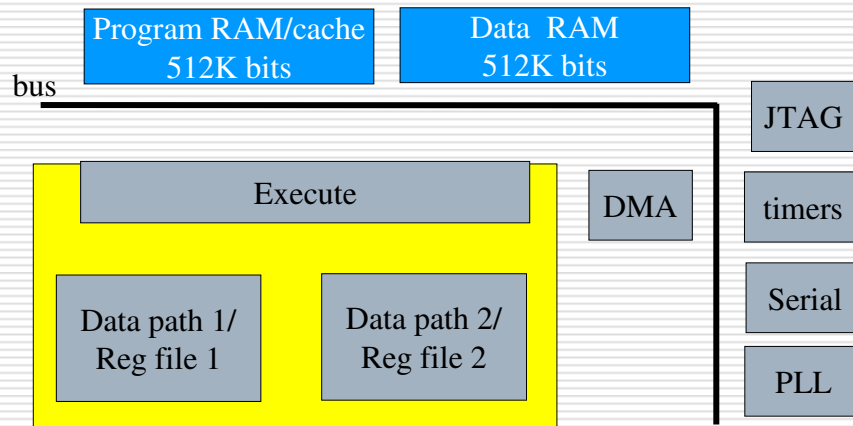 Program RAM/cache
512K bits
Data RAM
512K bits
bus
JTAG
Execute
DMA
timers
Data path 1/
Reg file 1
Data path 2/
Reg file 2
Serial
PLL